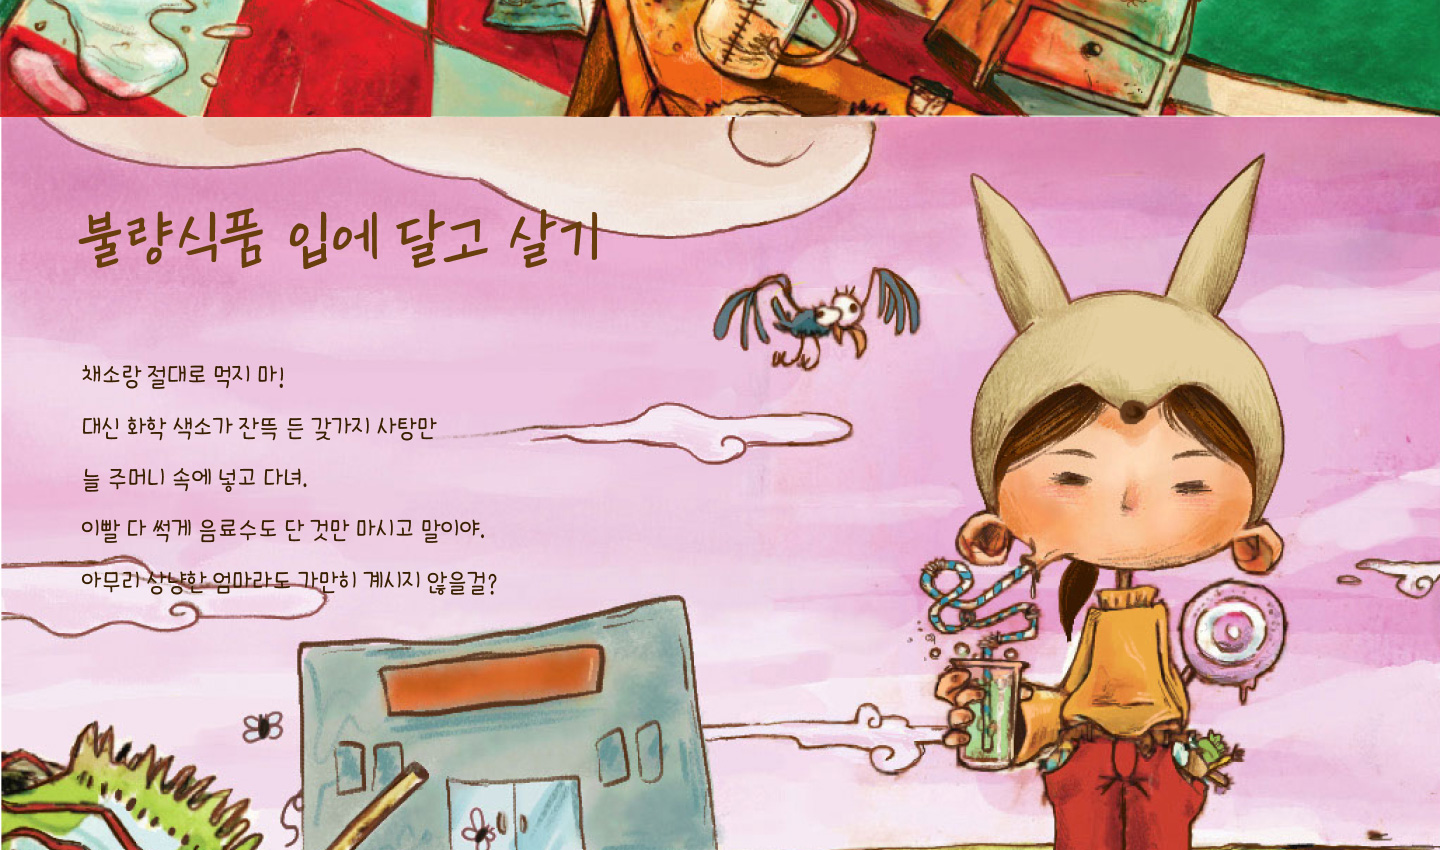 불량식품 입에 달고 살기
채소랑 절대로 먹지 마!
대신 화학 색소가 잔뜩 든 갖가지 사탕만
늘 주머니 속에 넣고 다녀.
이빨 다 썩게 음료수도 단 것만 마시고 말이야.
아무리 상냥한 엄마라도 가만히 계시지 않을걸?